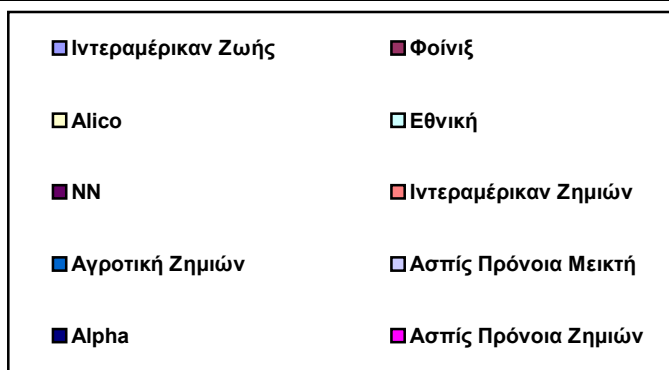 Ιντεραμέρικαν Ζωής Φοίνιξ
Alico Εθνική
NN Ιντεραμέρικαν Ζημιών
Αγροτική Ζημιών Ασπίς Πρόνοια Μεικτή
Alpha Ασπίς Πρόνοια Ζημιών